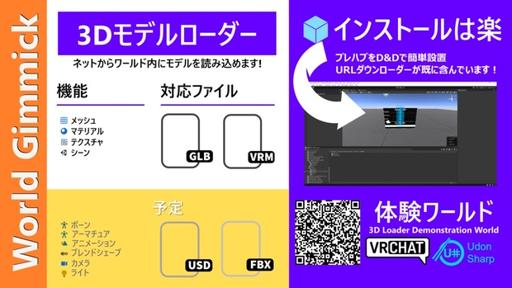 World Gimmick
3Dモデルローダー
ネットからワールド内にモデルを読み込めます!
機能
メッシュ
マテリアル
テクスチャ
シーン
対応ファイル
GLB
VRM
予定
ボーン
アーマチュア
アニメーション
ブレンドシェーブ
カメラ
ライト
USD
FBX
インストールは楽
プレハブをD&Dで簡単設置
URLダウンローダーが既に含んでいます！
体験ワールド
3D Loader Demonstration World
VRCHAT
U#
Udon
Sharp